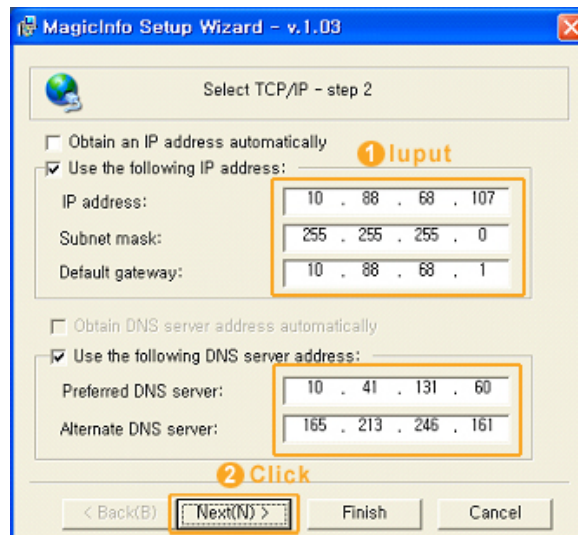 MagicInfo Setup Wizard - v.1.03
Select TCP/IP - step 2
Obtain an IP address automatically
1 Iuput
Use the following IP address:
IP address: 10 . 88 . 68 . 107
Subnet mask: 255 . 255 . 255 . 0
Default gateway: 10 . 88 . 68 . 1
Obtain DNS server address automatically
Use the following DNS server address:
Preferred DNS server: 10 . 41 . 131 . 60
Alternate DNS server: 165 . 213 . 246 . 161
2 Click
< Back(B) Next(N) > Finish Cancel